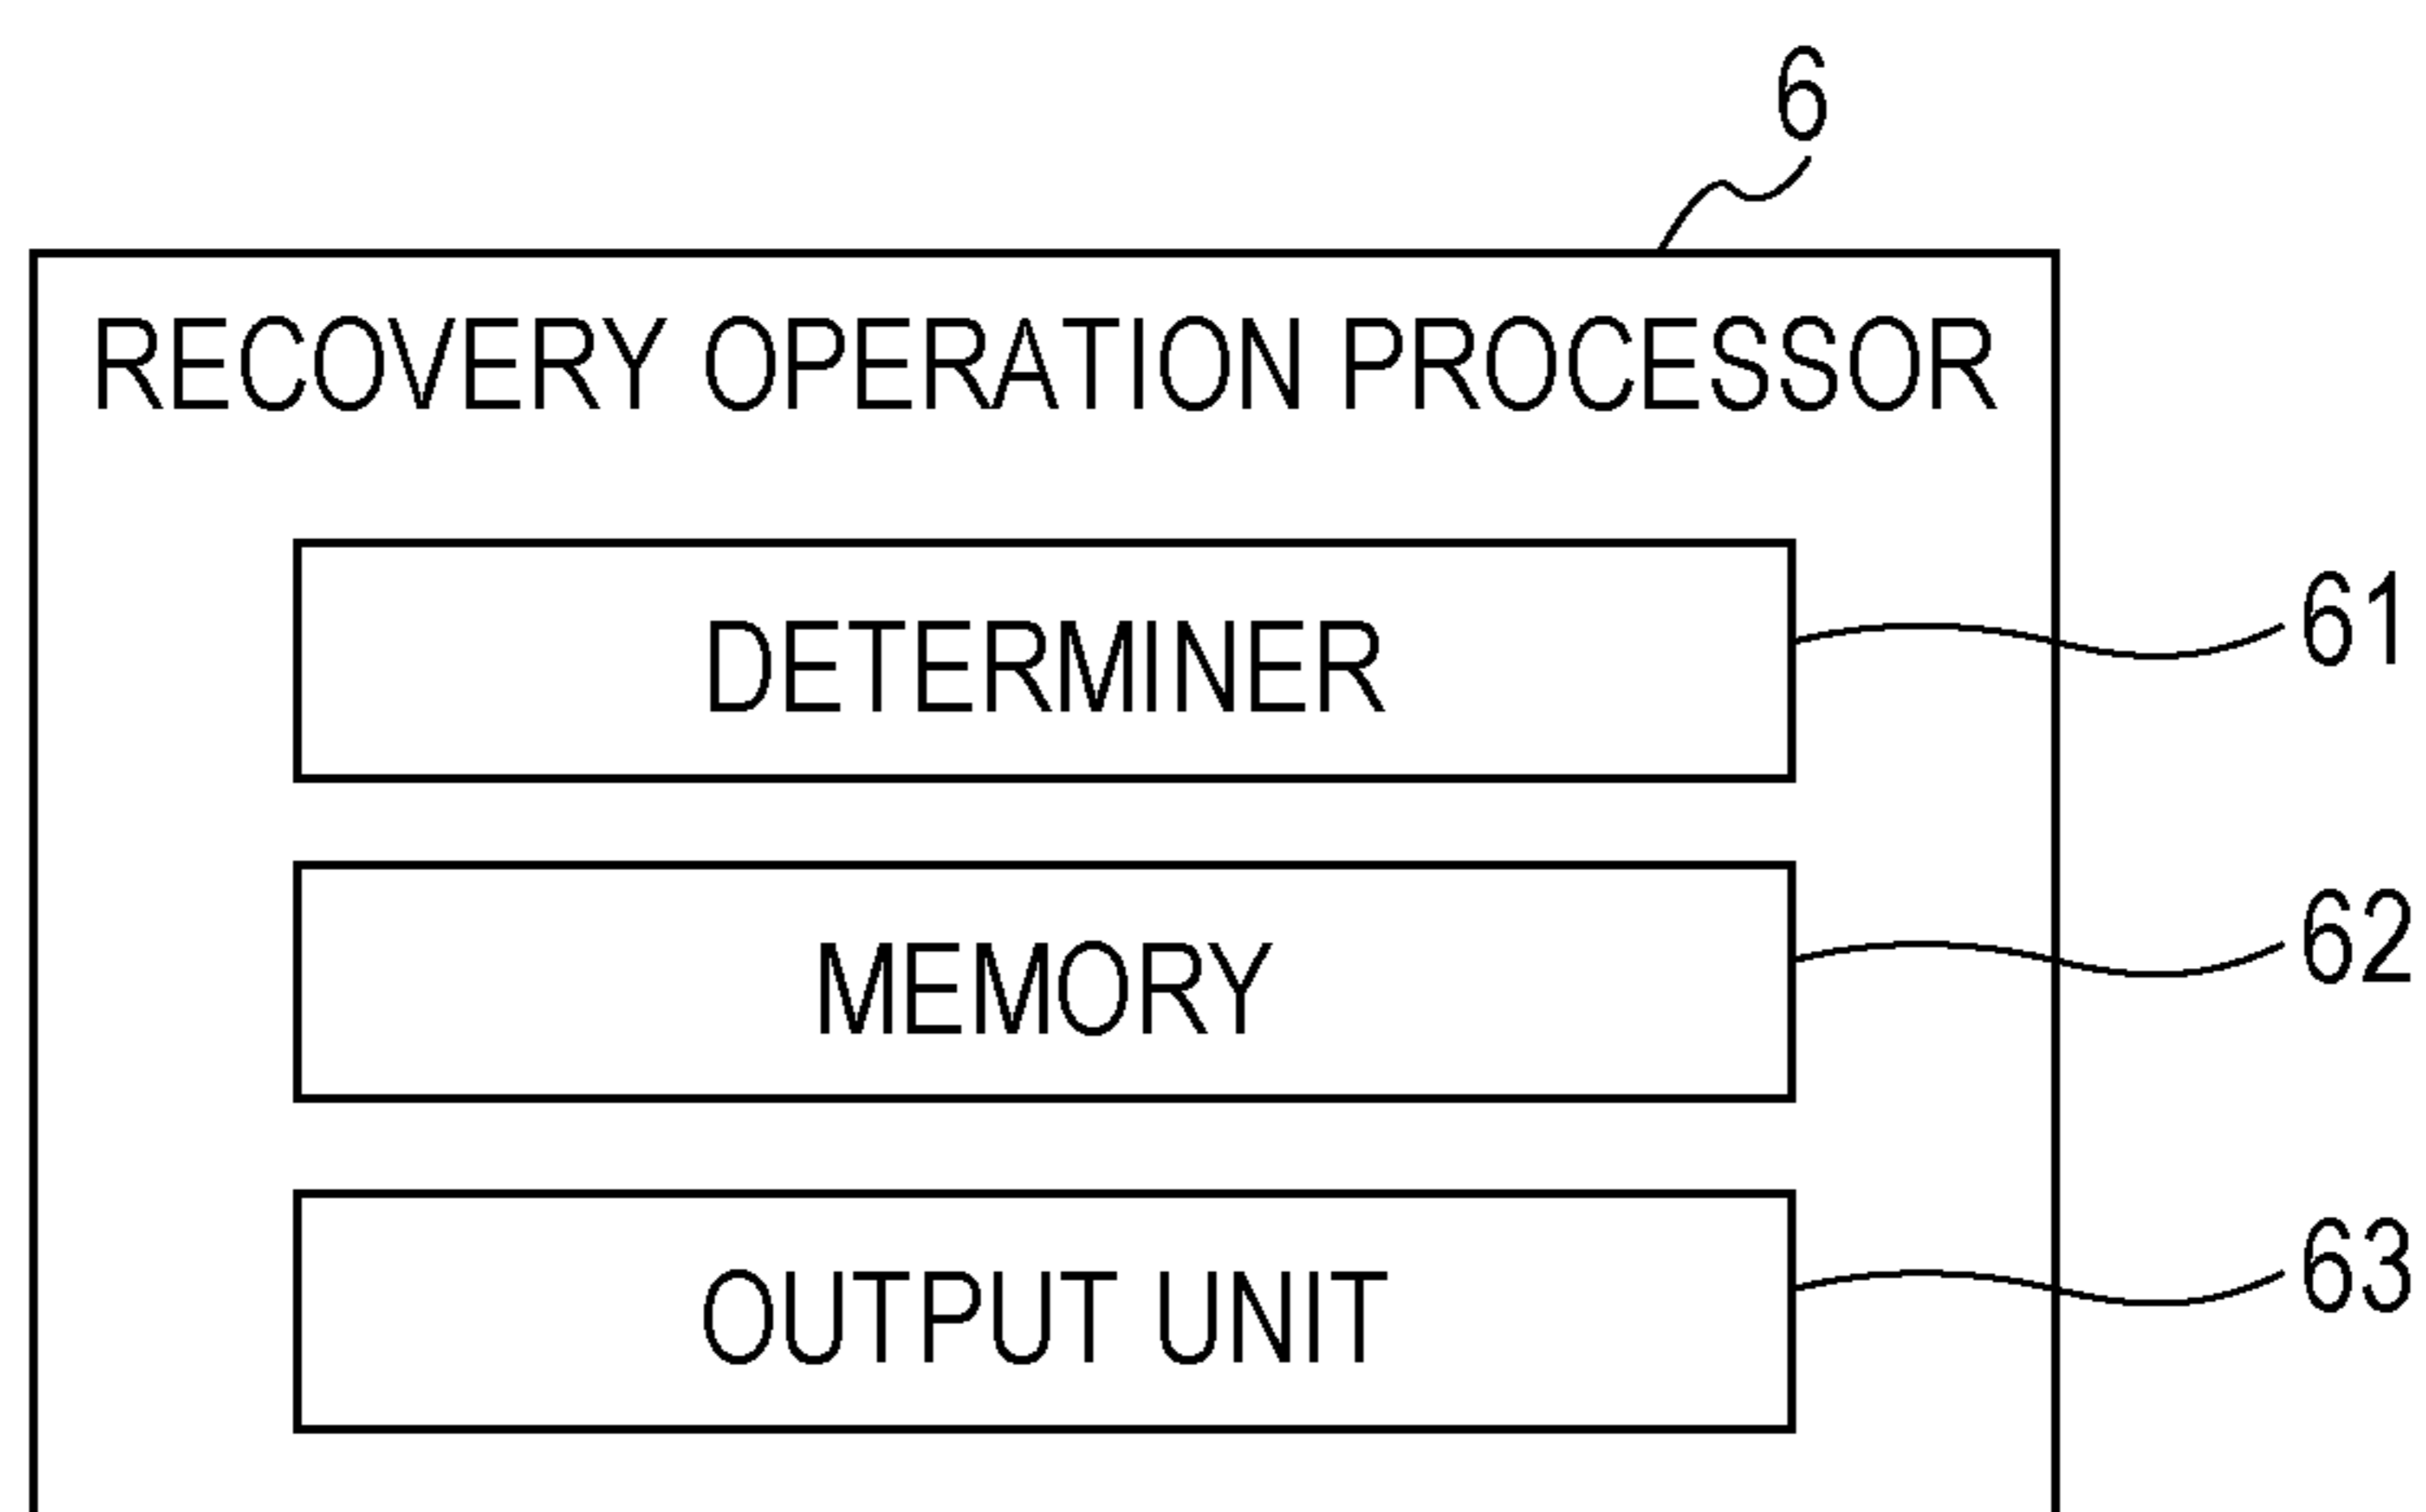 6
RECOVERY OPERATION PROCESSOR
DETERMINER
61
MEMORY
62
OUTPUT UNIT
63